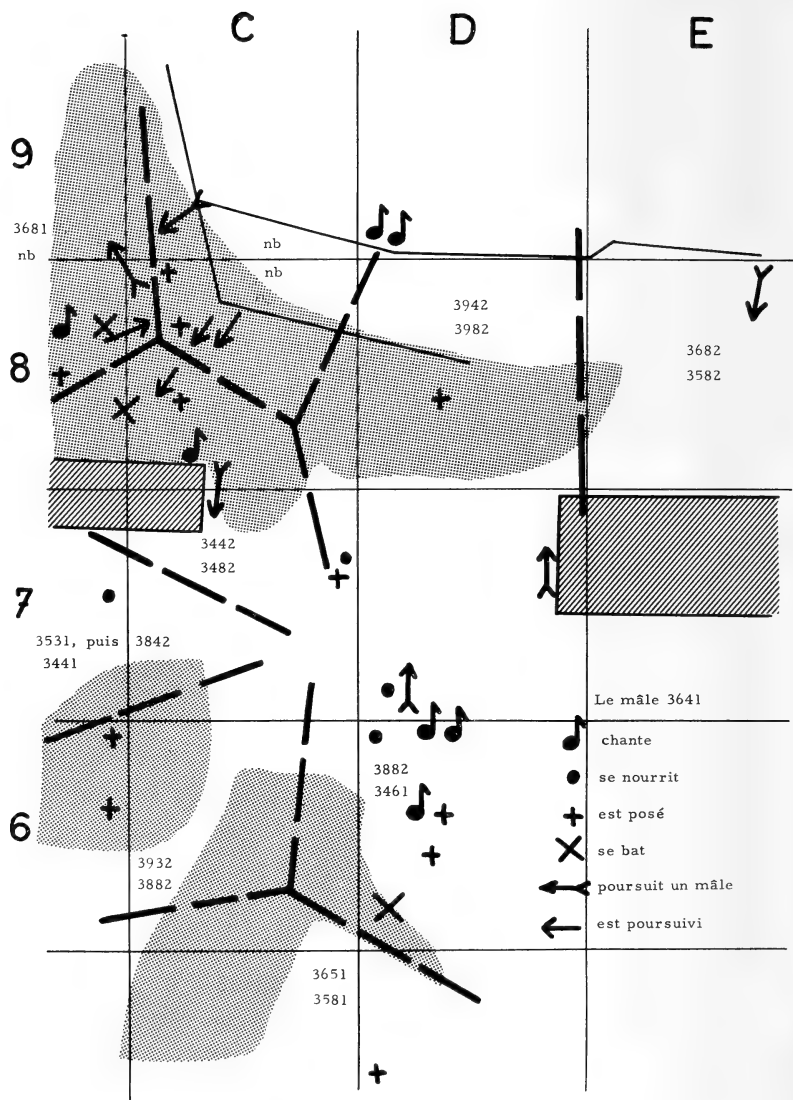 C D E
9
3681
nb
nb
nb
3942
3982
8
3682
3582
3442
3482
7
3531, puis 3842
3441
Le mâle 3641
chante
se nourrit
3882
3461
est posé
6
se bat
3932
3882
poursuit un mâle
est poursuivi
3651
3581